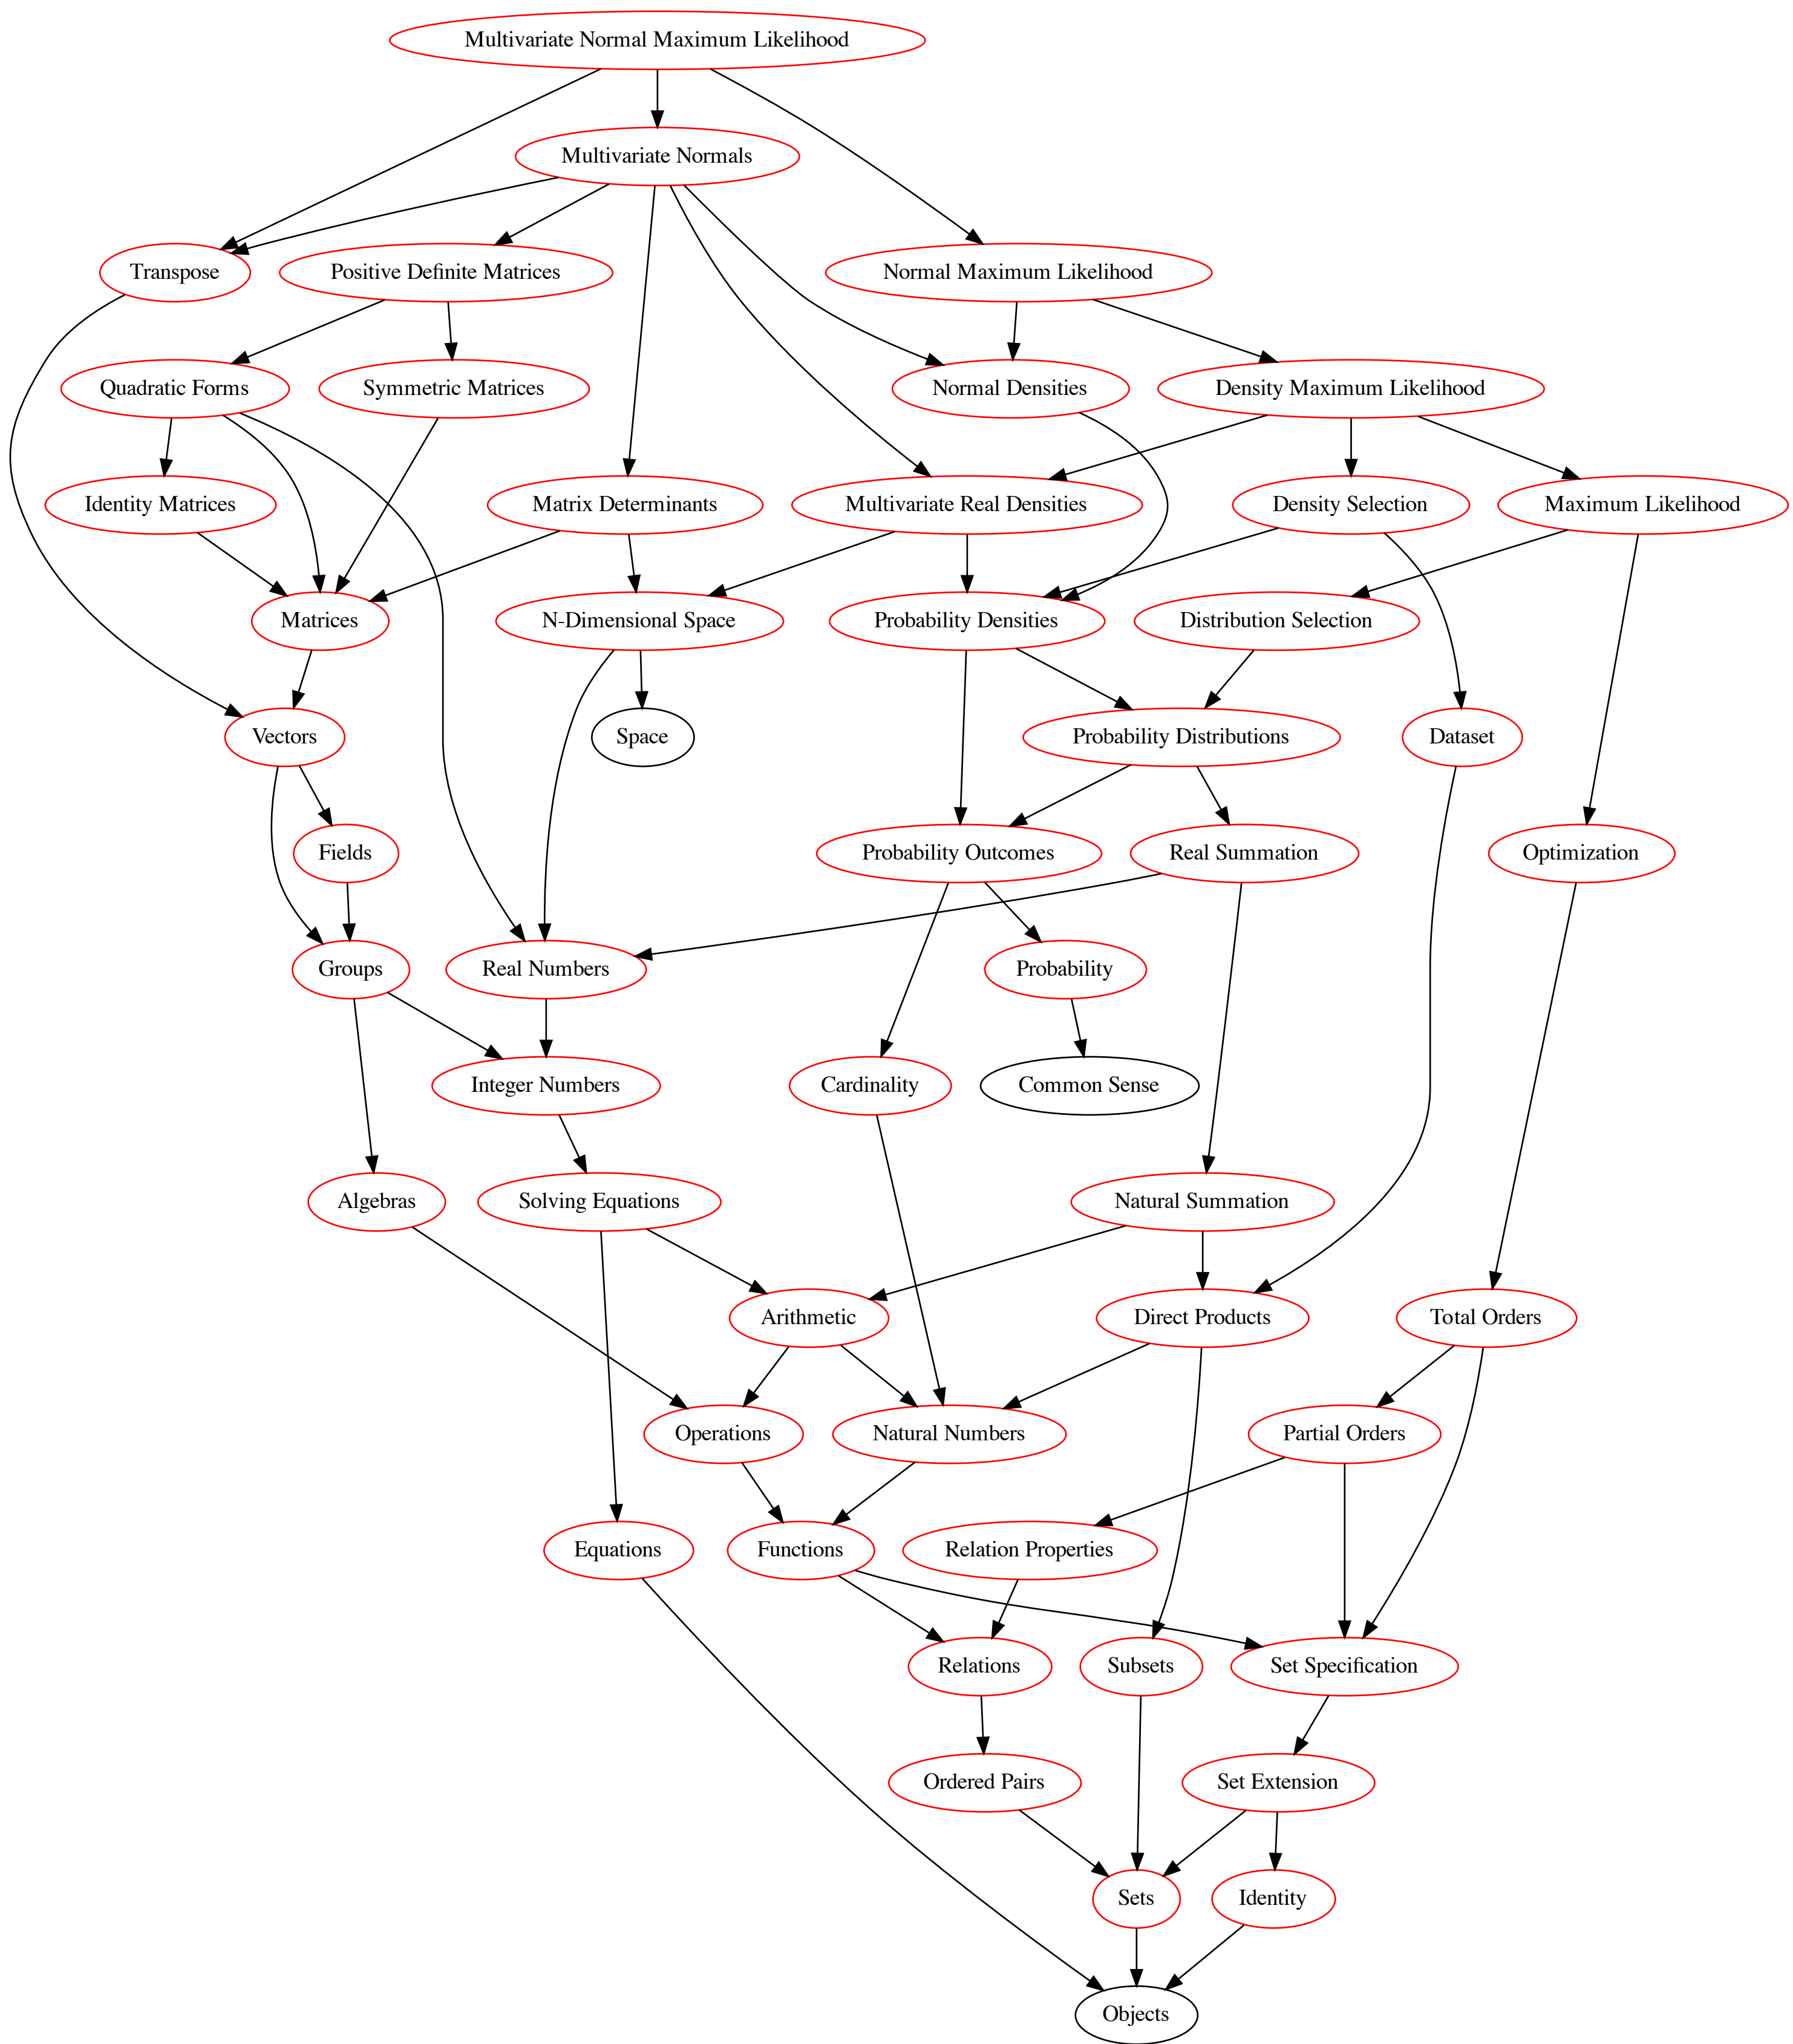 Multivariate Normal Maximum Likelihood
Multivariate Normals
Transpose
Positive Definite Matrices
Normal Maximum Likelihood
Quadratic Forms
Symmetric Matrices
Normal Densities
Density Maximum Likelihood
Identity Matrices
Matrix Determinants
Multivariate Real Densities
Density Selection
Maximum Likelihood
Matrices
N-Dimensional Space
Probability Densities
Distribution Selection
Vectors
Space
Probability Distributions
Dataset
Fields
Probability Outcomes
Real Summation
Optimization
Groups
Real Numbers
Probability
Integer Numbers
Cardinality
Common Sense
Algebras
Solving Equations
Natural Summation
Arithmetic
Direct Products
Total Orders
Operations
Natural Numbers
Partial Orders
Equations
Functions
Relation Properties
Relations
Subsets
Set Specification
Ordered Pairs
Set Extension
Sets
Identity
Objects